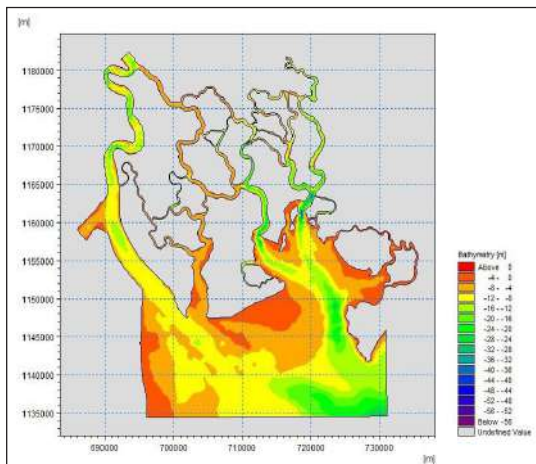 [m]
1180000
1175000
1170000
1165000
1160000
1155000
1150000
1145000
1140000
1135000
690000 700000 710000 720000 730000
[m]
Bathymetry [m]
Above 0
-4 - 0
-8 - -4
-12 - -8
-16 - -12
-20 - -16
-24 - -20
-28 - -24
-32 - -28
-36 - -32
-40 - -36
-44 - -40
-48 - -44
-52 - -48
-56 - -52
Below -56
Undefined Value